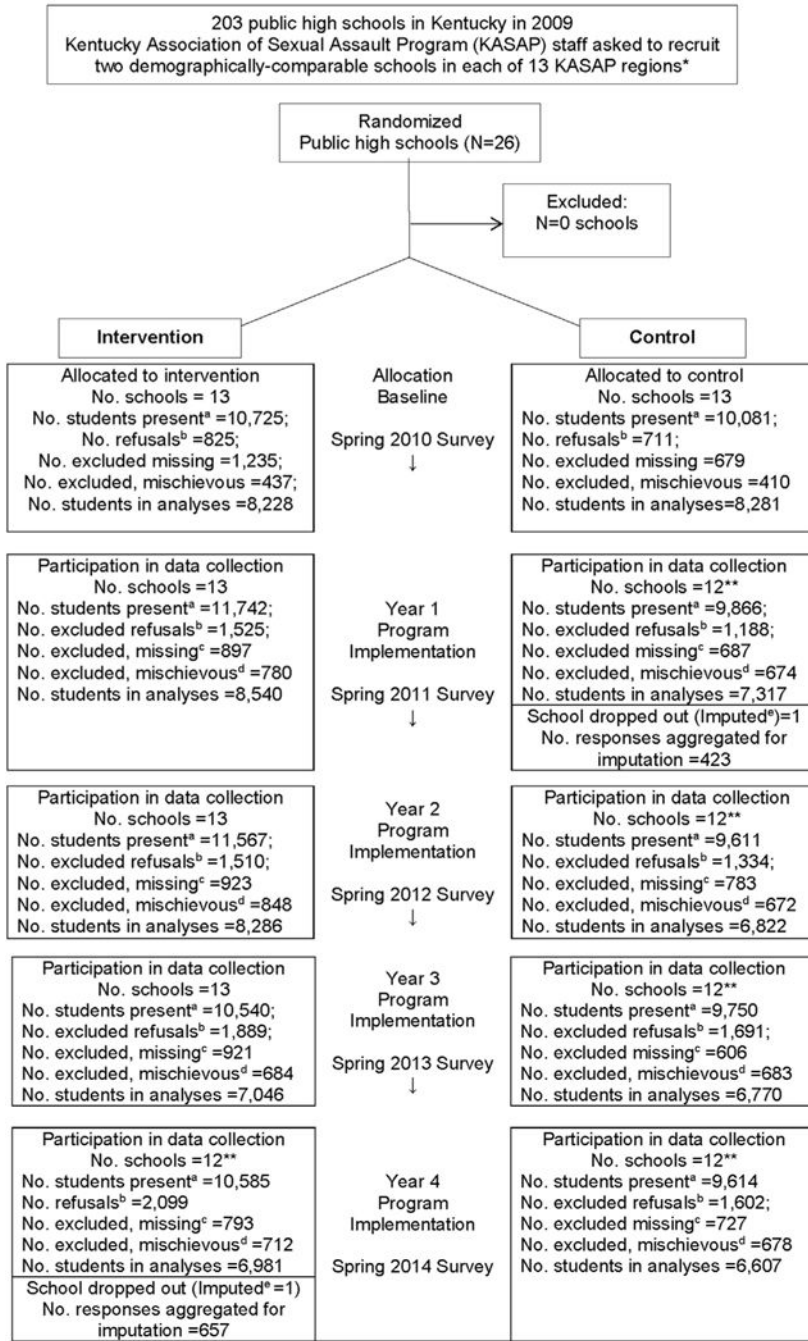 203 public high schools in Kentucky in 2009
Kentucky Association of Sexual Assault Program (KASAP) staff asked to recruit
two demographically-comparable schools in each of 13 KASAP regions*
Randomized
Public high schools (N=26)
Excluded:
N=0 schools
Intervention
Control
Allocated to intervention
No. schools = 13
No. students presentᵃ =10,725;
No. refusalsᵇ =825;
No. excluded missing =1,235;
No. excluded, mischievous =437;
No. students in analyses =8,228
Allocation
Baseline
Spring 2010 Survey
↓
Allocated to control
No. schools =13
No. students presentᵃ =10,081;
No. refusalsᵇ =711;
No. excluded missing =679
No. excluded, mischievous =410
No. students in analyses=8,281
Participation in data collection
No. schools =13
No. students presentᵃ =11,742;
No. excluded refusalsᵇ =1,525;
No. excluded, missingᶜ =897
No. excluded, mischievousᵈ =780
No. students in analyses =8,540
Year 1
Program
Implementation
Spring 2011 Survey
↓
Participation in data collection
No. schools =12**
No. students presentᵃ =9,866;
No. excluded refusalsᵇ =1,188;
No. excluded missingᶜ =687
No. excluded, mischievousᵈ =674
No. students in analyses =7,317
School dropped out (Imputedᵉ)=1
No. responses aggregated for
imputation =423
Participation in data collection
No. schools =13
No. students presentᵃ =11,567;
No. excluded refusalsᵇ =1,510;
No. excluded, missingᶜ =923
No. excluded, mischievousᵈ =848
No. students in analyses =8,286
Year 2
Program
Implementation
Spring 2012 Survey
↓
Participation in data collection
No. schools =12**
No. students presentᵃ =9,611
No. excluded refusalsᵇ =1,334;
No. excluded, missingᶜ =783
No. excluded, mischievousᵈ =672
No. students in analyses =6,822
Participation in data collection
No. schools =13
No. students presentᵃ =10,540;
No. excluded refusalsᵇ =1,889;
No. excluded, missingᶜ =921
No. excluded, mischievousᵈ =684
No. students in analyses =7,046
Year 3
Program
Implementation
Spring 2013 Survey
↓
Participation in data collection
No. schools =12**
No. students presentᵃ =9,750
No. excluded refusalsᵇ =1,691;
No. excluded missingᶜ =606
No. excluded, mischievousᵈ =683
No. students in analyses =6,770
Participation in data collection
No. schools =12**
No. students presentᵃ =10,585
No. refusalsᵇ =2,099
No. excluded, missingᶜ =793
No. excluded, mischievousᵈ =712
No. students in analyses =6,981
School dropped out (Imputedᵉ =1)
No. responses aggregated for
imputation =657
Year 4
Program
Implementation
Spring 2014 Survey
Participation in data collection
No. schools =12**
No. students presentᵃ =9,614
No. excluded refusalsᵇ =1,602;
No. excluded missingᶜ =727
No. excluded, mischievousᵈ =678
No. students in analyses =6,607